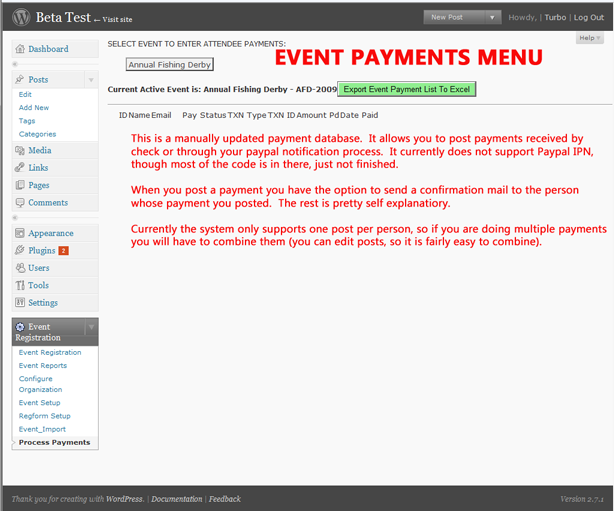 Beta Test ← Visit site
New Post
Howdy, | Turbo | Log Out
Help
Dashboard
Posts
Edit
Add New
Tags
Categories
Media
Links
Pages
Comments
Appearance
Plugins 2
Users
Tools
Settings
Event
Registration
Event Registration
Event Reports
Configure
Organization
Event Setup
Regform Setup
Event_Import
Process Payments
SELECT EVENT TO ENTER ATTENDEE PAYMENTS:
EVENT PAYMENTS MENU
Annual Fishing Derby
Current Active Event is: Annual Fishing Derby - AFD-2009 Export Event Payment List To Excel
ID Name Email Pay Status TXN Type TXN ID Amount Pd Date Paid
This is a manually updated payment database. It allows you to post payments received by
check or through your paypal notification process. It currently does not support Paypal IPN,
though most of the code is in there, just not finished.
When you post a payment you have the option to send a confirmation mail to the person
whose payment you posted. The rest is pretty self explanatiory.
Currently the system only supports one post per person, so if you are doing multiple payments
you will have to combine them (you can edit posts, so it is fairly easy to combine).
Thank you for creating with WordPress. | Documentation | Feedback
Version 2.7.1